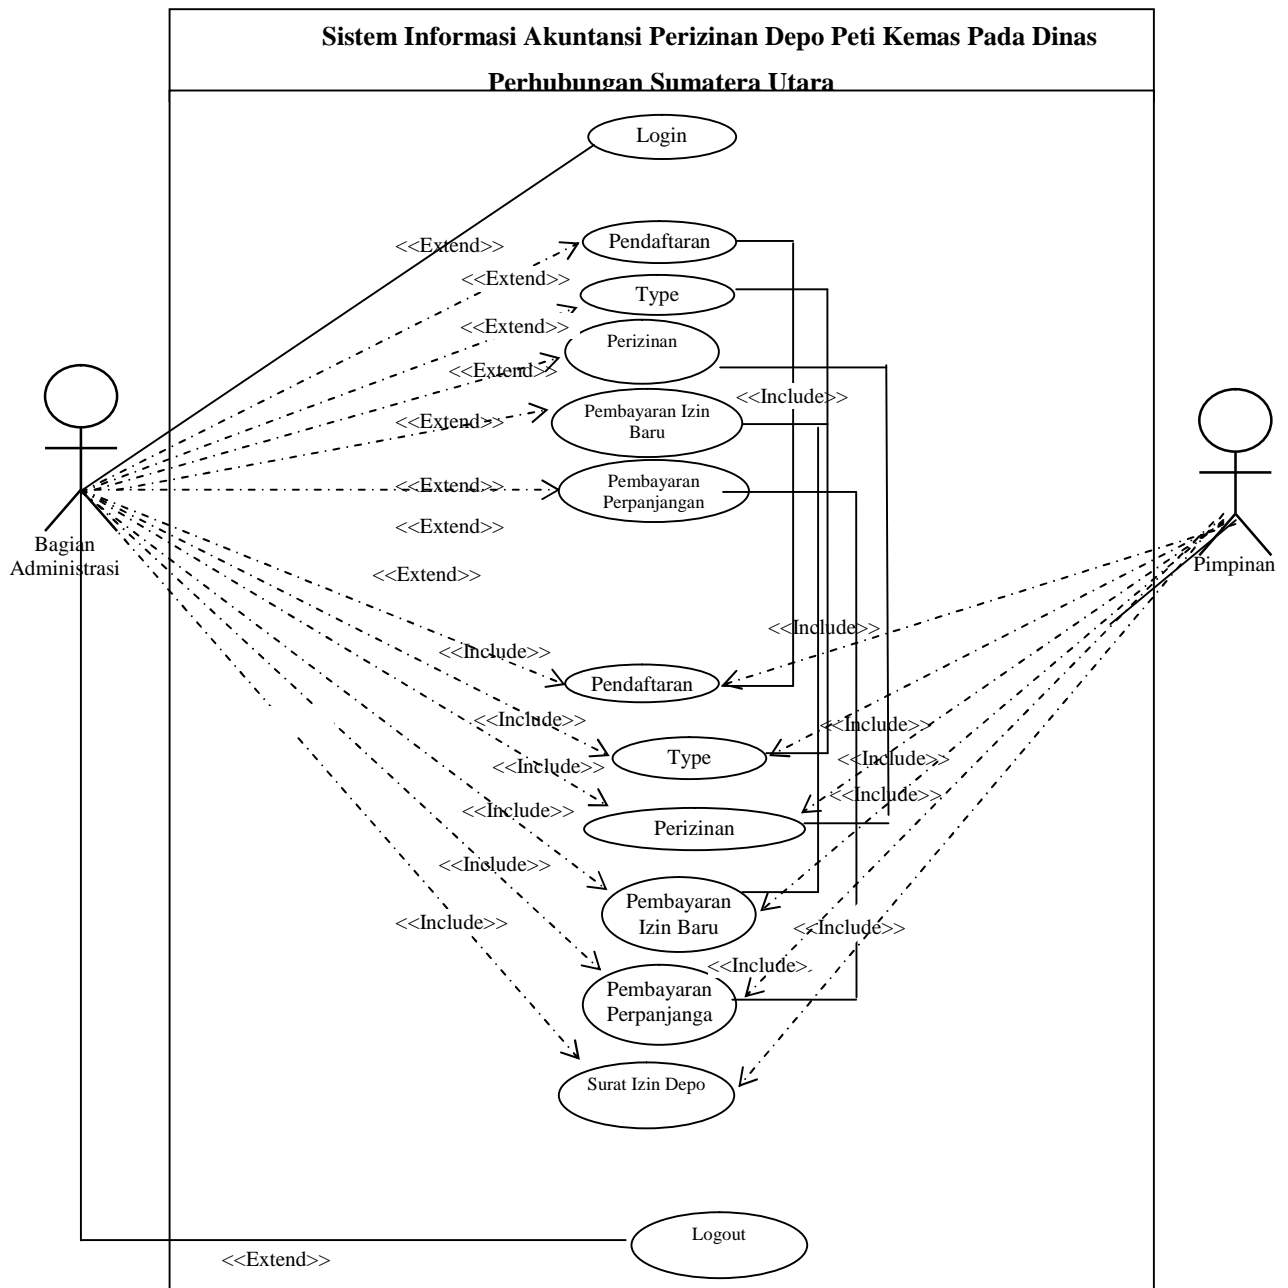 Sistem Informasi Akuntansi Perizinan Depo Peti Kemas Pada Dinas
Perhubungan Sumatera Utara
Login
Pendaftaran
<<Extend>>
<<Extend>>
Type
<<Extend>>
Perizinan
<<Extend>>
<<Include>>
Pembayaran Izin
Baru
<<Extend>>
Pembayaran
Perpanjangan
<<Extend>>
<<Extend>>
Bagian
Administrasi
Pimpinan
<<Extend>>
<<Include>>
<<Include>>
Pendaftaran
<<Include>>
<<Include>>
Type
<<Include>>
<<Include>>
<<Include>>
<<Include>>
Perizinan
<<Include>>
Pembayaran
Izin Baru
<<Include>>
<<Include>>
<<Include>
Pembayaran
Perpanjanga
Surat Izin Depo
Logout
<<Extend>>